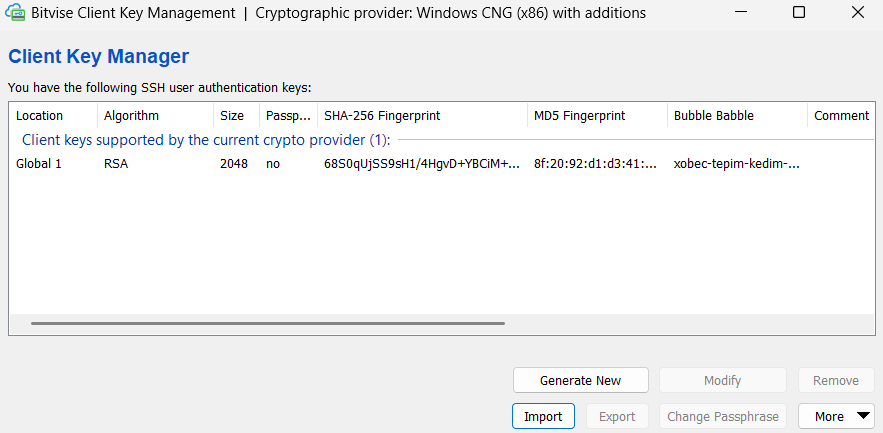 Bitvise Client Key Management | Cryptographic provider: Windows CNG (x86) with additions
Client Key Manager
You have the following SSH user authentication keys:
Location Algorithm Size Passp... SHA-256 Fingerprint MD5 Fingerprint Bubble Babble Comment
Client keys supported by the current crypto provider (1):
Global 1 RSA 2048 no 68S0qUjSS9sH1/4HgvD+YBCiM+... 8f:20:92:d1:d3:41:... xobec-tepim-kedim-...
Generate New Modify Remove
Import Export Change Passphrase More